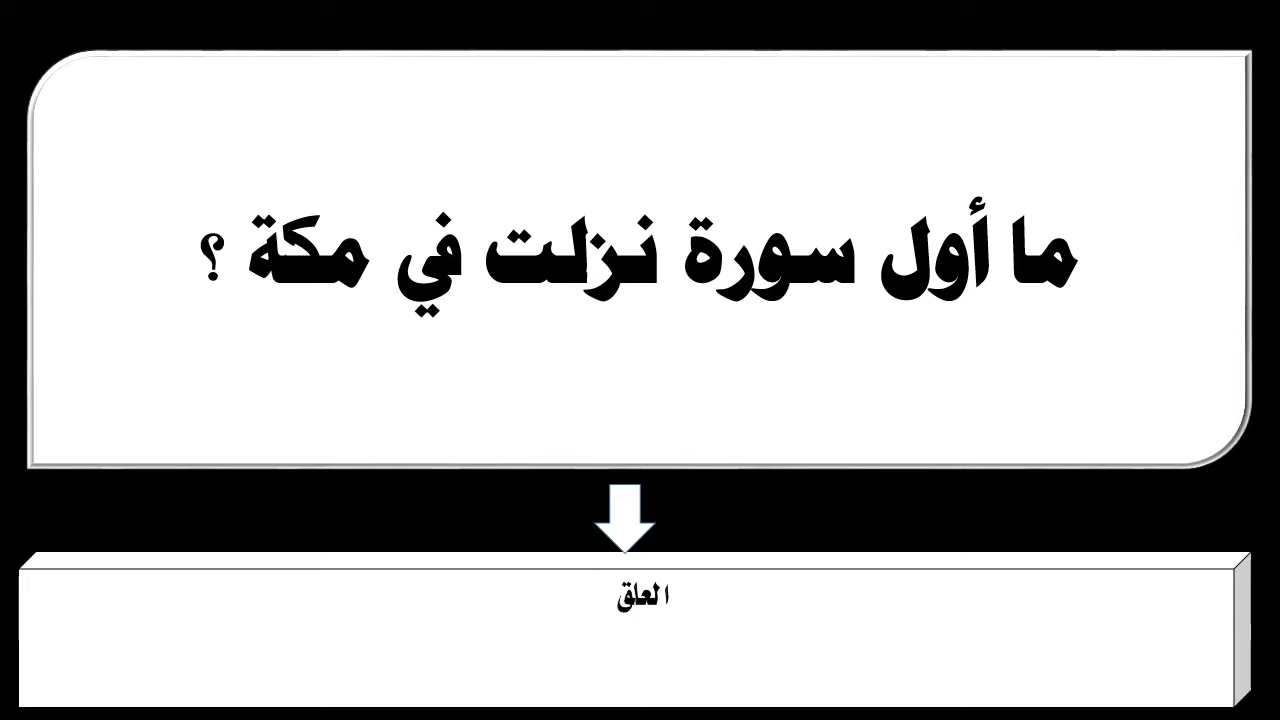 ما أول سورة نزلت في مكة ؟
العلق